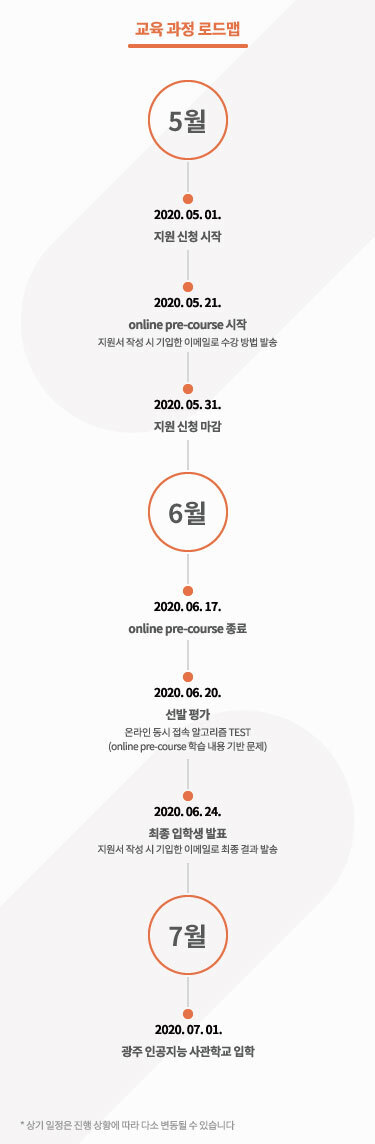 교육 과정 로드맵
5월
2020. 05. 01.
지원 신청 시작
2020. 05. 21.
online pre-course 시작
지원서 작성 시 기입한 이메일로 수강 방법 발송
2020. 05. 31.
지원 신청 마감
6월
2020. 06. 17.
online pre-course 종료
2020. 06. 20.
선발 평가
온라인 동시 접속 알고리즘 TEST
(online pre-course 학습 내용 기반 문제)
2020. 06. 24.
최종 입학생 발표
지원서 작성 시 기입한 이메일로 최종 결과 발송
7월
2020. 07. 01.
광주 인공지능 사관학교 입학
* 상기 일정은 진행 상황에 따라 다소 변동될 수 있습니다